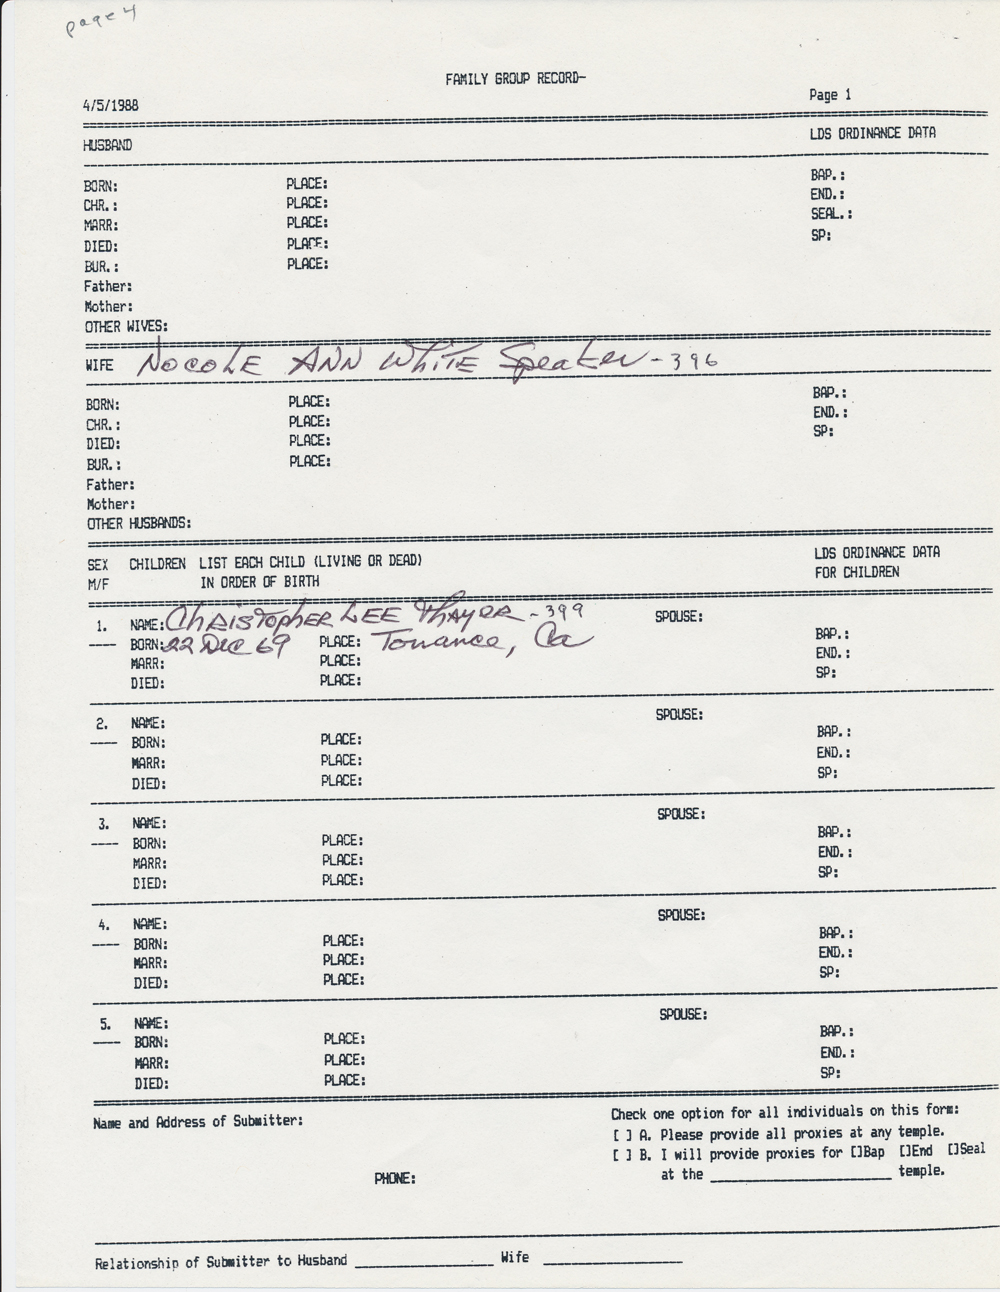 page 4
FAMILY GROUP RECORD-
4/5/1988 Page 1
HUSBAND LDS ORDINANCE DATA
BORN: PLACE: BAP.:
CHR.: PLACE: END.:
MARR: PLACE: SEAL.:
DIED: PLACE: SP:
BUR.: PLACE:
Father:
Mother:
OTHER WIVES:
WIFE NOCOLE ANN WHITE Speaker - 396
BORN: PLACE: BAP.:
CHR.: PLACE: END.:
DIED: PLACE: SP:
BUR.: PLACE:
Father:
Mother:
OTHER HUSBANDS:
SEX CHILDREN LIST EACH CHILD (LIVING OR DEAD) LDS ORDINANCE DATA
M/F IN ORDER OF BIRTH FOR CHILDREN
1. NAME: ChRisTopheR LEE ThayeR - 399 SPOUSE:
---- BORN: 22 Dec 69 PLACE: Torrance, Ca BAP.:
MARR: PLACE: END.:
DIED: PLACE: SP:
2. NAME: SPOUSE:
---- BORN: PLACE: BAP.:
MARR: PLACE: END.:
DIED: PLACE: SP:
3. NAME: SPOUSE:
---- BORN: PLACE: BAP.:
MARR: PLACE: END.:
DIED: PLACE: SP:
4. NAME: SPOUSE:
---- BORN: PLACE: BAP.:
MARR: PLACE: END.:
DIED: PLACE: SP:
5. NAME: SPOUSE:
---- BORN: PLACE: BAP.:
MARR: PLACE: END.:
DIED: PLACE: SP:
Name and Address of Submitter: Check one option for all individuals on this form:
[ ] A. Please provide all proxies at any temple.
[ ] B. I will provide proxies for []Bap []End []Seal
PHONE: at the ____________________ temple.
Relationship of Submitter to Husband _______________ Wife _______________